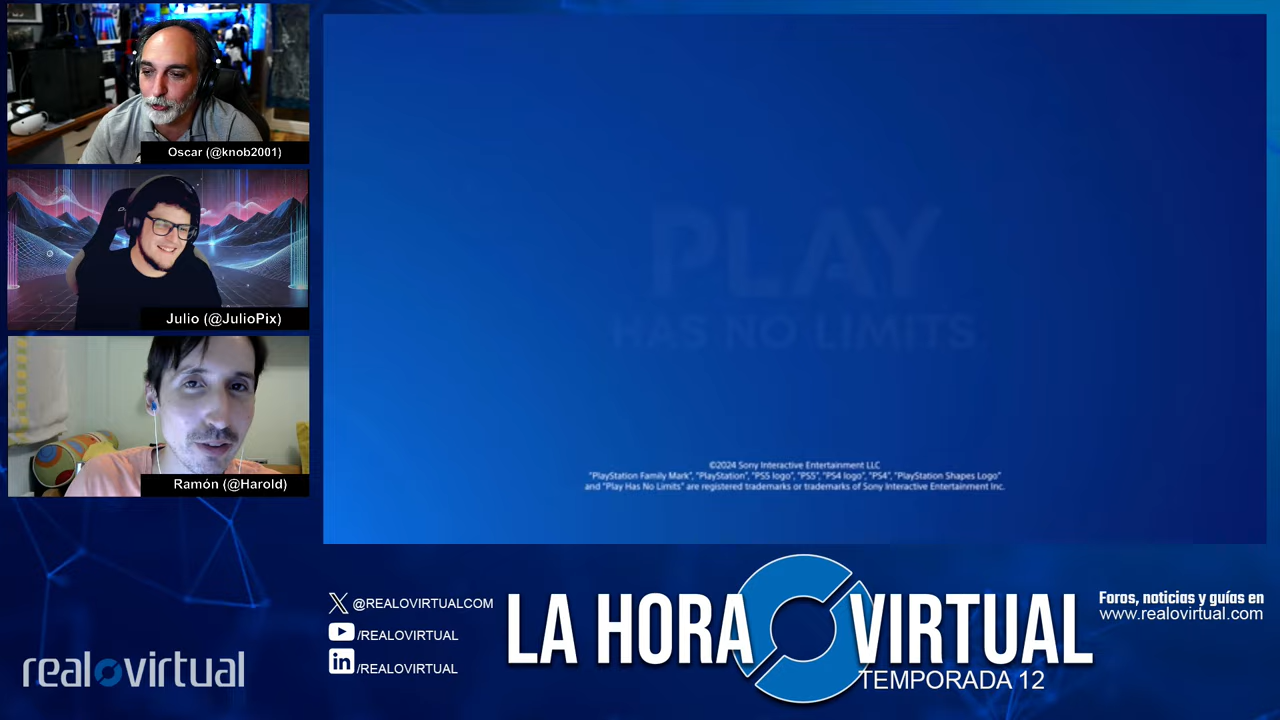 Oscar (@knob2001)
Julio (@JulioPix)
Ramón (@Harold)
PLAY
HAS NO LIMITS
©2024 Sony Interactive Entertainment LLC
"PlayStation Family Mark", "PlayStation", "PS5 logo", "PS5", "PS4 logo", "PS4", "PlayStation Shapes Logo"
and "Play Has No Limits" are registered trademarks or trademarks of Sony Interactive Entertainment Inc.
realovirtual
@REALOVIRTUALCOM
/REALOVIRTUAL
/REALOVIRTUAL
LA HORA VIRTUAL
TEMPORADA 12
Foros, noticias y guías en
www.realovirtual.com